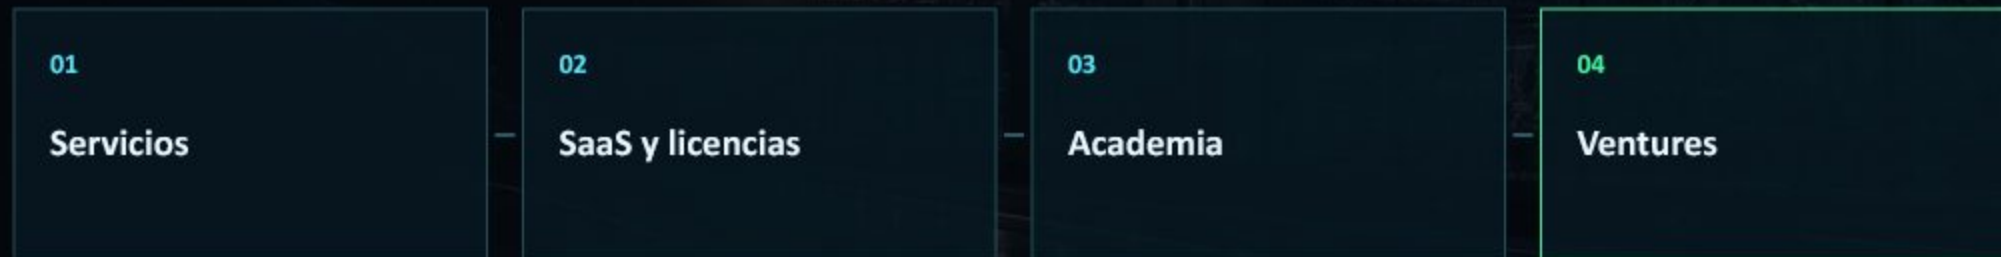 01
Servicios
02
SaaS y licencias
03
Academia
04
Ventures